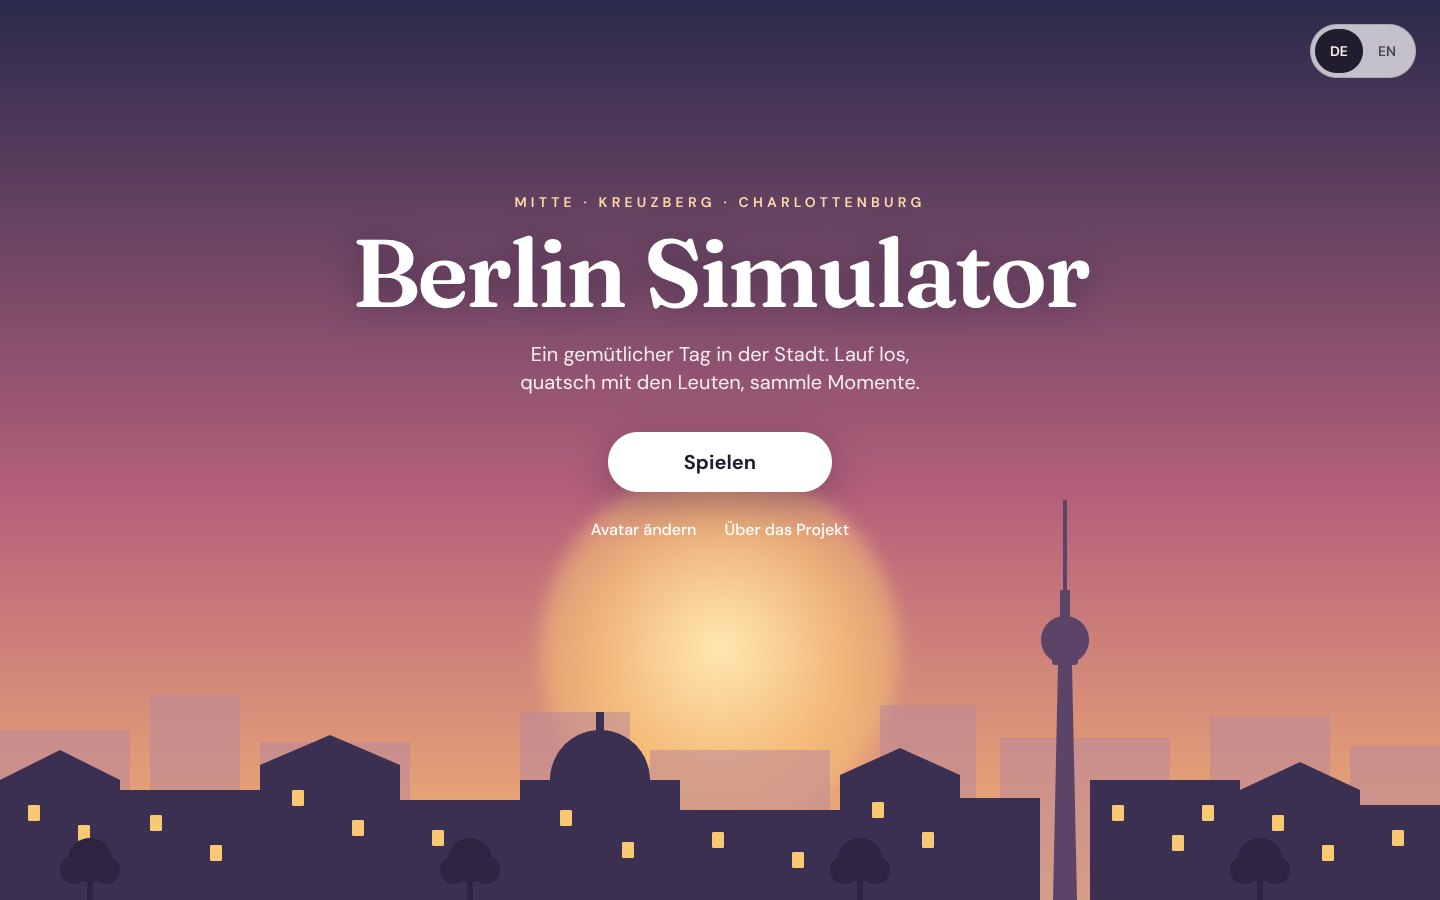 DE EN
MITTE · KREUZBERG · CHARLOTTENBURG
Berlin Simulator
Ein gemütlicher Tag in der Stadt. Lauf los,
quatsch mit den Leuten, sammle Momente.
Spielen
Avatar ändern Über das Projekt